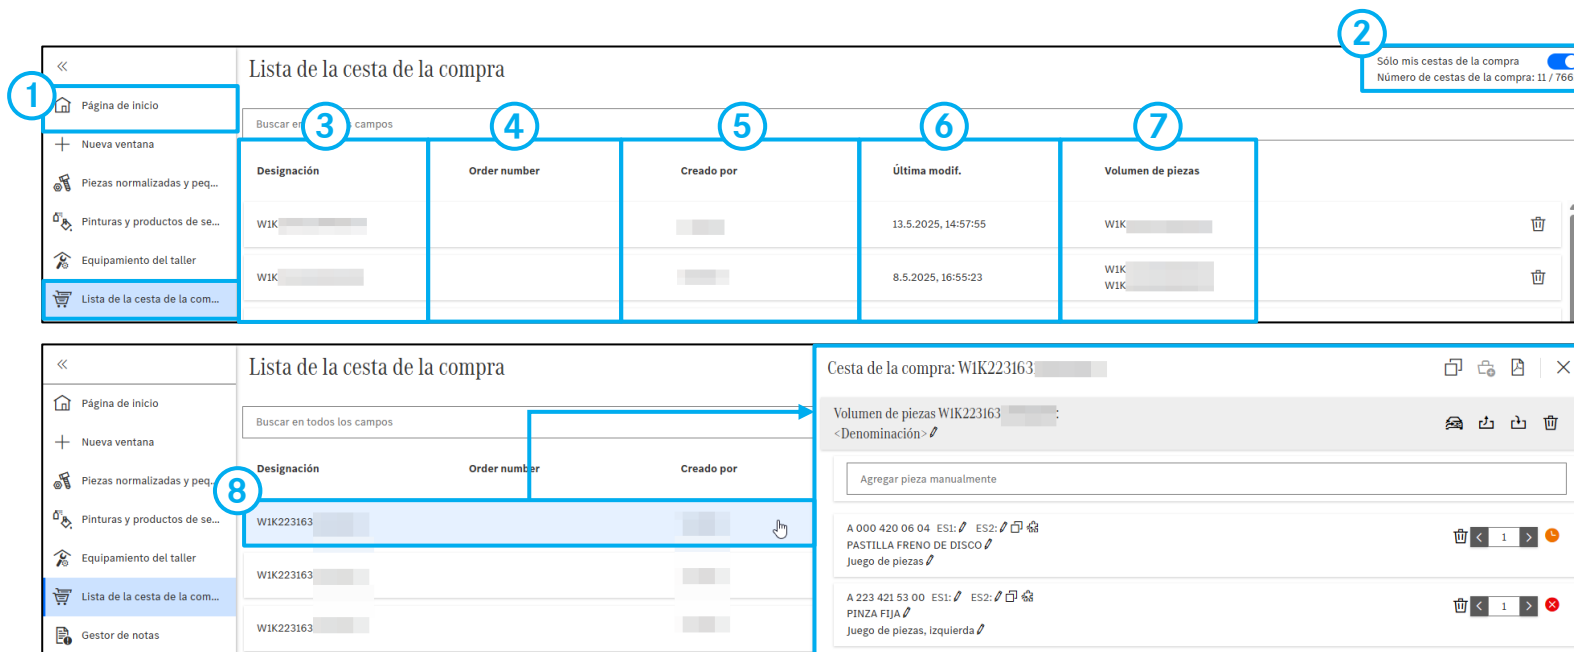 2
Sólo mis cestas de la compra
Número de cestas de la compra: 11 / 766
«
Lista de la cesta de la compra
1
Página de inicio
Buscar en campos
3
4
5
6
7
Nueva ventana
Designación
Order number
Creado por
Última modif.
Volumen de piezas
Piezas normalizadas y peq...
Pinturas y productos de se...
W1K
13.5.2025, 14:57:55
W1K
Equipamiento del taller
W1K
8.5.2025, 16:55:23
W1K
W1K
Lista de la cesta de la com...
«
Lista de la cesta de la compra
Página de inicio
Buscar en todos los campos
Nueva ventana
Designación
Order number
Creado por
Piezas normalizadas y peq...
8
Pinturas y productos de se...
W1K223163
Equipamiento del taller
W1K223163
Lista de la cesta de la com...
Gestor de notas
W1K223163
Cesta de la compra: W1K223163
Volumen de piezas W1K223163 :
<Denominación>
Agregar pieza manualmente
A 000 420 06 04 ES1: ES2:
PASTILLA FRENO DE DISCO
Juego de piezas
1
A 223 421 53 00 ES1: ES2:
PINZA FIJA
Juego de piezas, izquierda
1